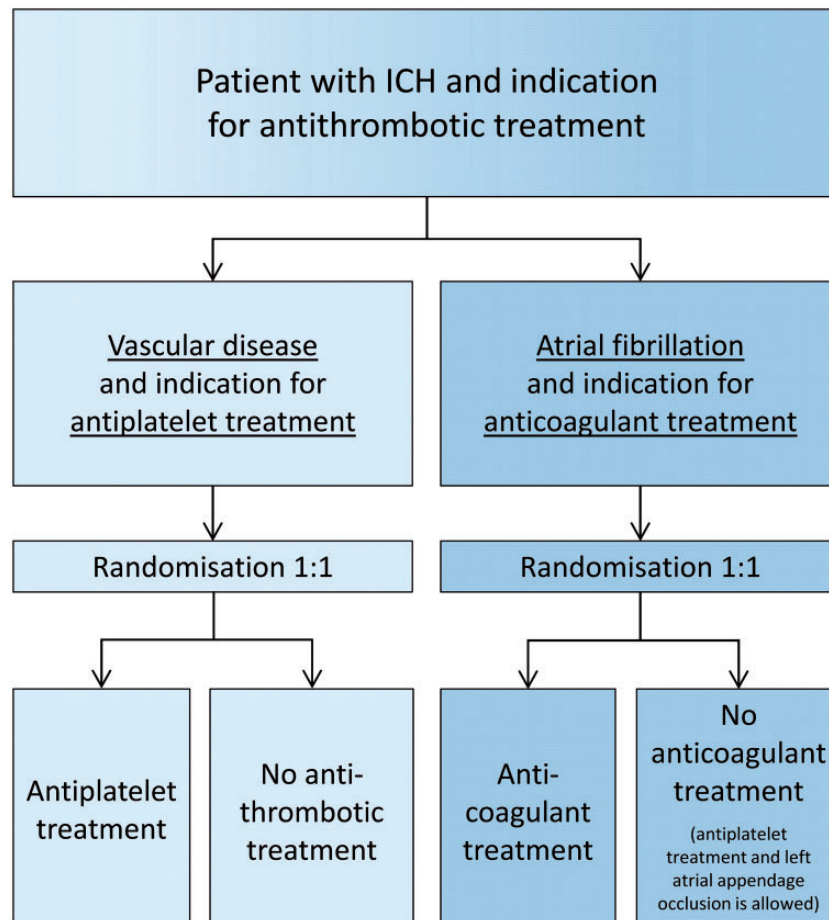 Patient with ICH and indication
for antithrombotic treatment
Vascular disease
and indication for
antiplatelet treatment
Atrial fibrillation
and indication for
anticoagulant treatment
Randomisation 1:1
Randomisation 1:1
Antiplatelet
treatment
No anti-
thrombotic
treatment
Anti-
coagulant
treatment
No
anticoagulant
treatment
(antiplatelet
treatment and left
atrial appendage
occlusion is allowed)